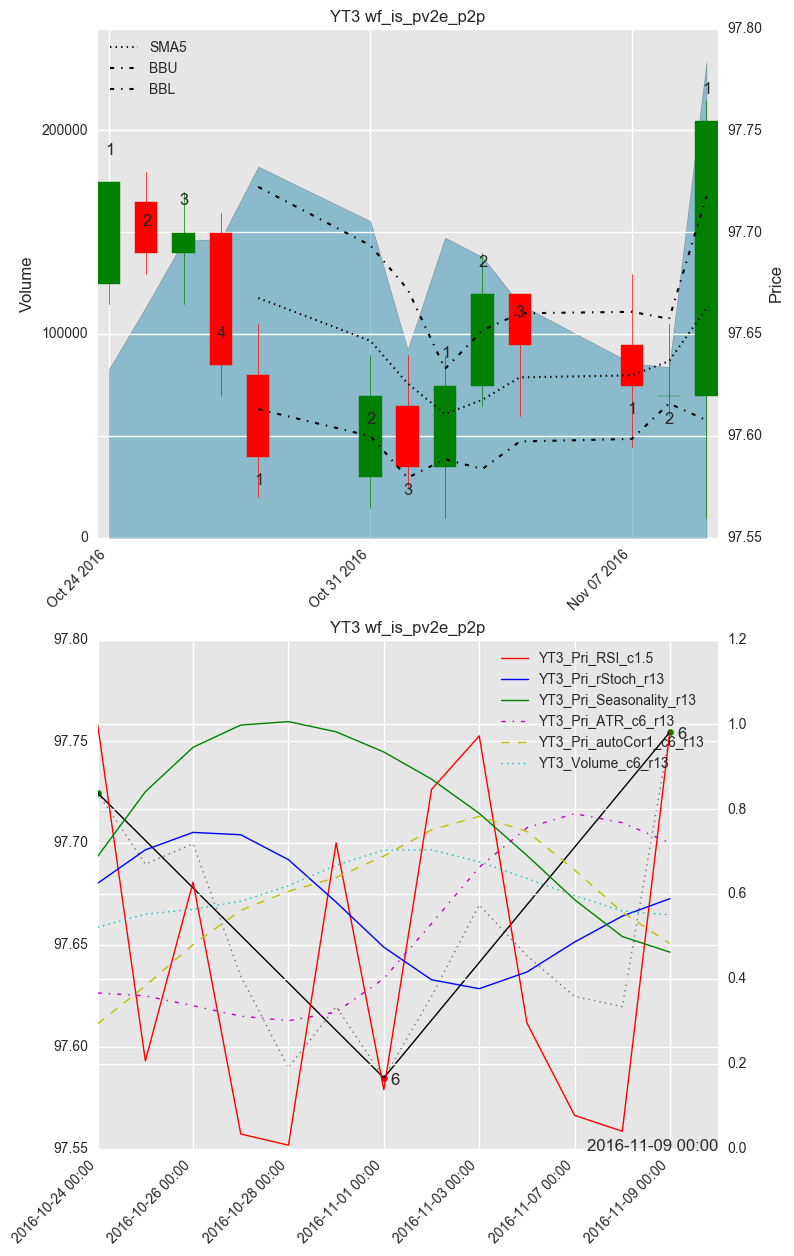 YT3 wf_is_pv2e_p2p
SMA5
BBU
BBL
1
2
3
4
1
2
3
1
2
3
1
2
1
Volume
200000
100000
0
Price
97.80
97.75
97.70
97.65
97.60
97.55
Oct 24 2016
Oct 31 2016
Nov 07 2016
YT3 wf_is_pv2e_p2p
YT3_Pri_RSI_c1.5
YT3_Pri_rStoch_r13
YT3_Pri_Seasonality_r13
YT3_Pri_ATR_c6_r13
YT3_Pri_autoCor1_c6_r13
YT3_Volume_c6_r13
6
6
97.80
97.75
97.70
97.65
97.60
97.55
1.2
1.0
0.8
0.6
0.4
0.2
0.0
2016-11-09 00:00
2016-10-24 00:00
2016-10-26 00:00
2016-10-28 00:00
2016-11-01 00:00
2016-11-03 00:00
2016-11-07 00:00
2016-11-09 00:00